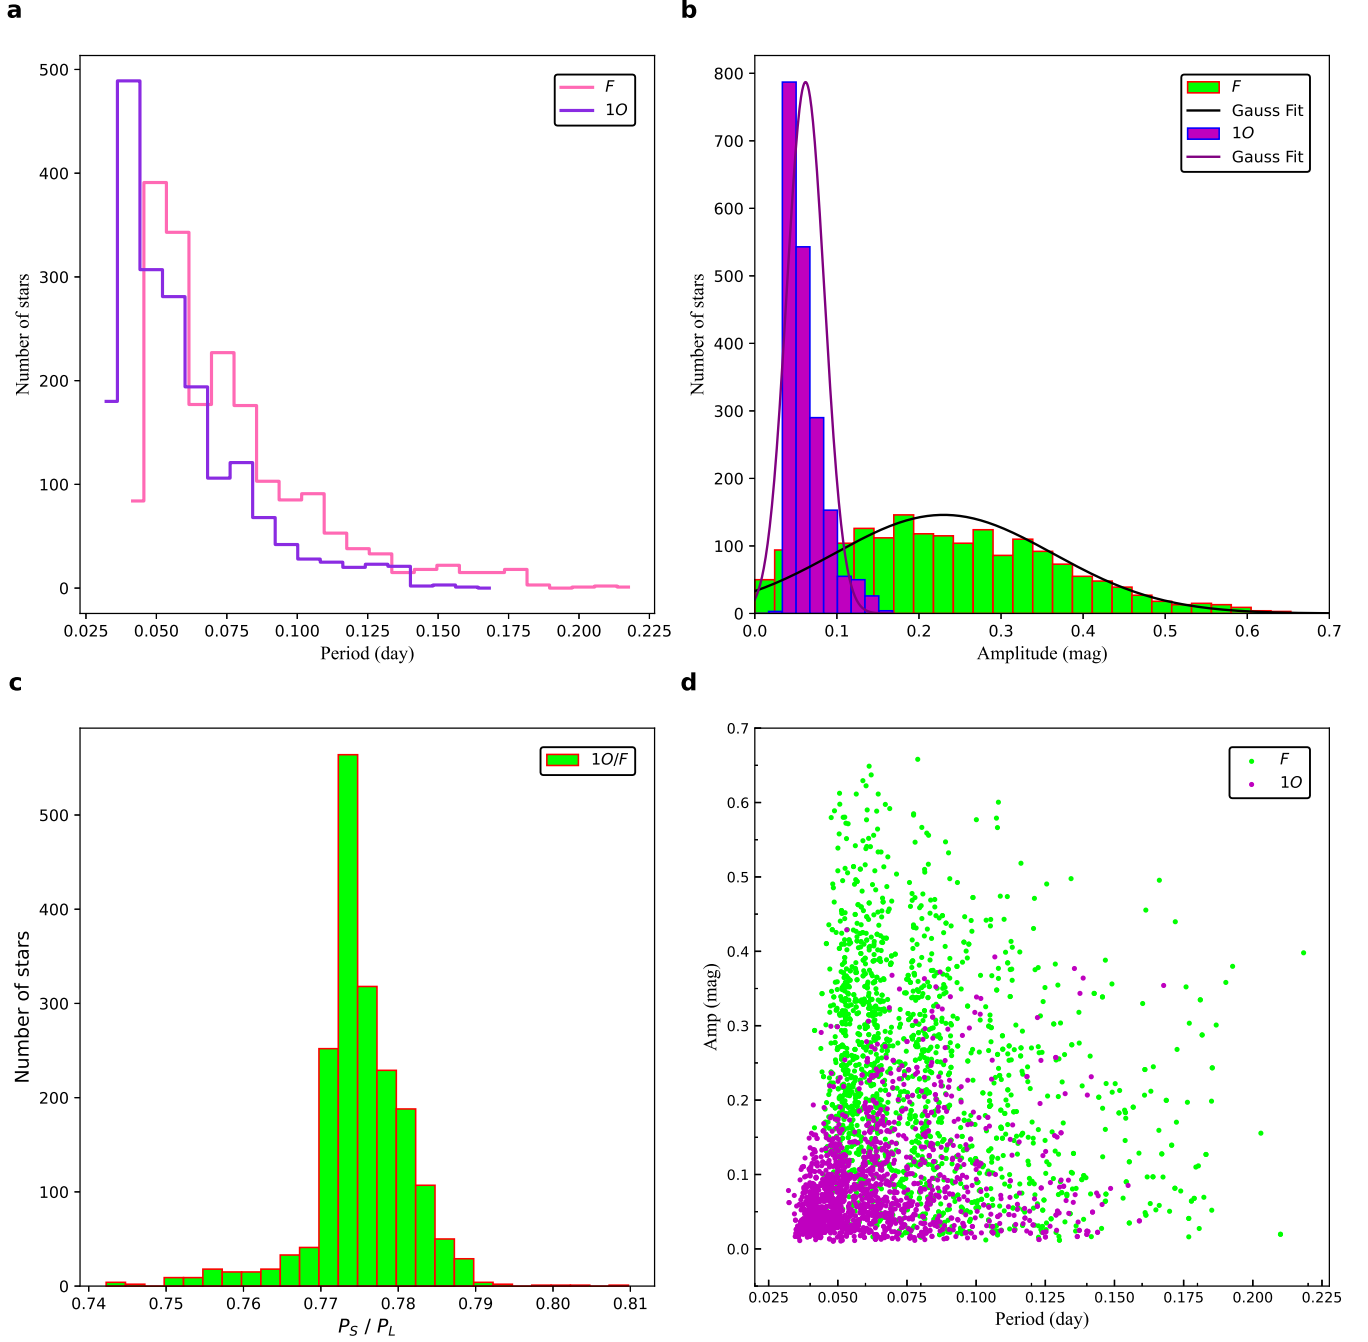 a
500
400
300
200
100
0
Number of stars
F
1O
0.025 0.050 0.075 0.100 0.125 0.150 0.175 0.200 0.225
Period (day)
b
800
700
600
500
400
300
200
100
0
Number of stars
F
Gauss Fit
1O
Gauss Fit
0.0 0.1 0.2 0.3 0.4 0.5 0.6 0.7
Amplitude (mag)
c
500
400
300
200
100
0
Number of stars
1O/F
0.74 0.75 0.76 0.77 0.78 0.79 0.80 0.81
P_S / P_L
d
0.7
0.6
0.5
0.4
0.3
0.2
0.1
0.0
Amp (mag)
F
1O
0.025 0.050 0.075 0.100 0.125 0.150 0.175 0.200 0.225
Period (day)